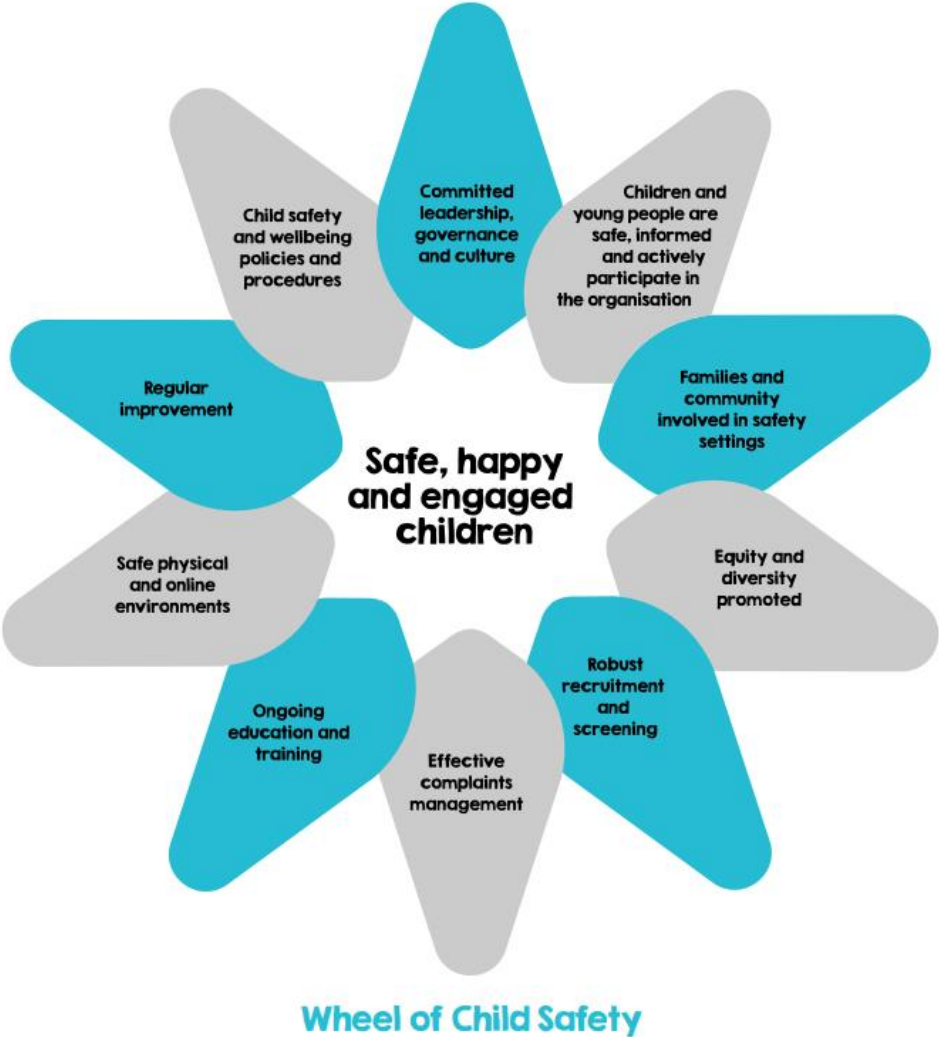 Committed
leadership,
governance
and culture
Children and
young people are
safe, informed
and actively
participate in
the organisation
Families and
community
involved in safety
settings
Equity and
diversity
promoted
Robust
recruitment
and
screening
Effective
complaints
management
Ongoing
education and
training
Safe physical
and online
environments
Regular
improvement
Child safety
and wellbeing
policies and
procedures
Safe, happy
and engaged
children
Wheel of Child Safety